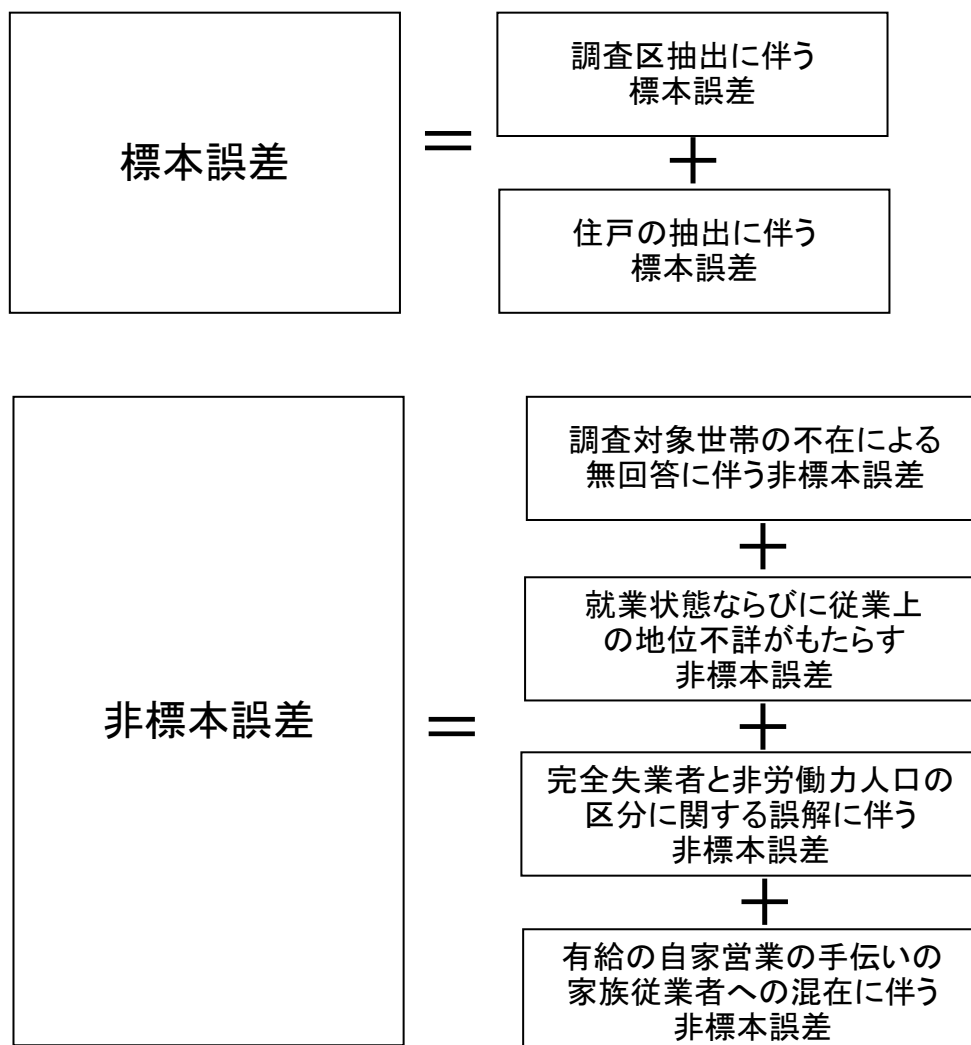 標本誤差
=
調査区抽出に伴う
標本誤差
+
住戸の抽出に伴う
標本誤差
非標本誤差
=
調査対象世帯の不在による
無回答に伴う非標本誤差
+
就業状態ならびに従業上
の地位不詳がもたらす
非標本誤差
+
完全失業者と非労働力人口の
区分に関する誤解に伴う
非標本誤差
+
有給の自家営業の手伝いの
家族従業者への混在に伴う
非標本誤差